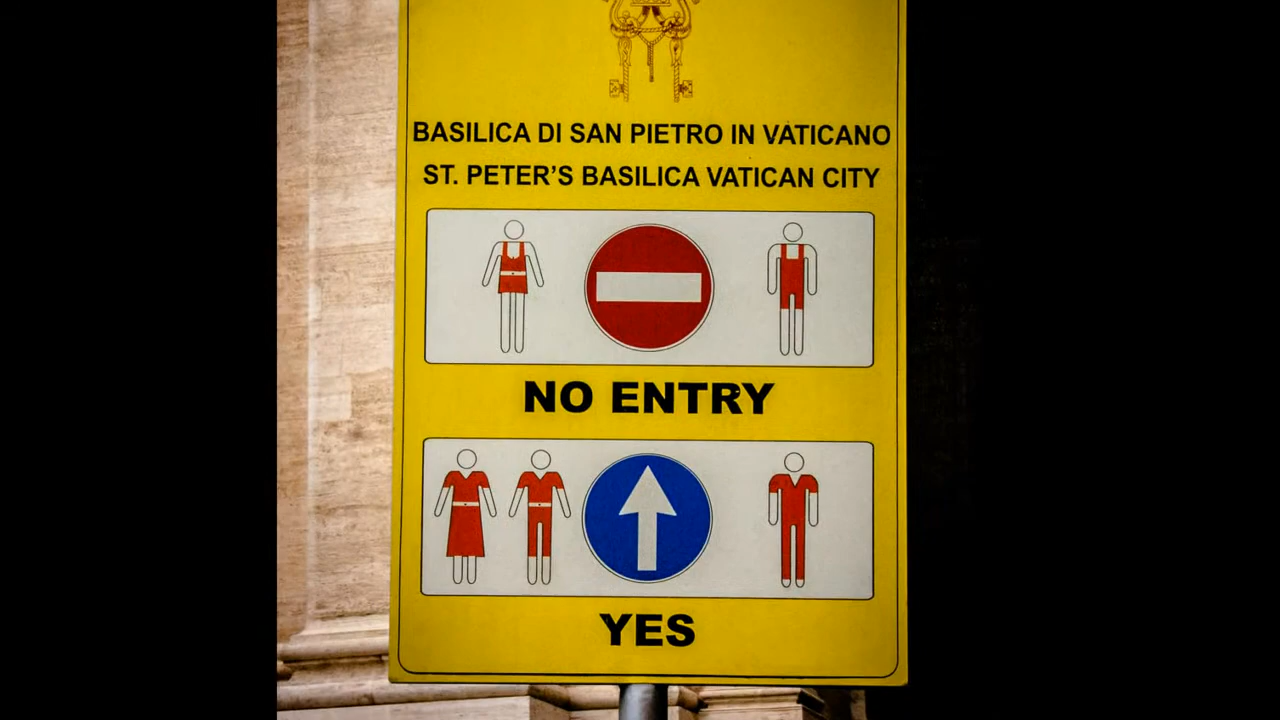 BASILICA DI SAN PIETRO IN VATICANO
ST. PETER'S BASILICA VATICAN CITY
NO ENTRY
YES